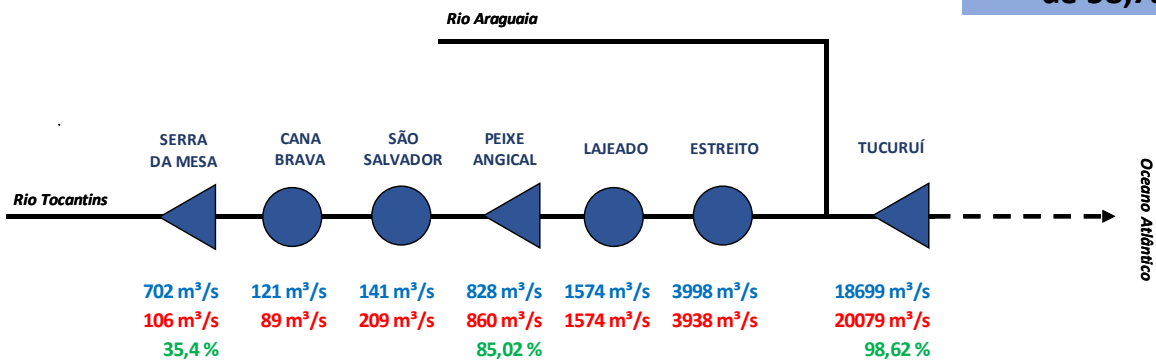 Rio Araguaia
SERRA
DA MESA
CANA
BRAVA
SÃO
SALVADOR
PEIXE
ANGICAL
LAJEADO
ESTREITO
TUCURUÍ
Rio Tocantins
Oceano Atlântico
702 m³/s 121 m³/s 141 m³/s 828 m³/s 1574 m³/s 3998 m³/s 18699 m³/s
106 m³/s 89 m³/s 209 m³/s 860 m³/s 1574 m³/s 3938 m³/s 20079 m³/s
35,4 % 85,02 % 98,62 %